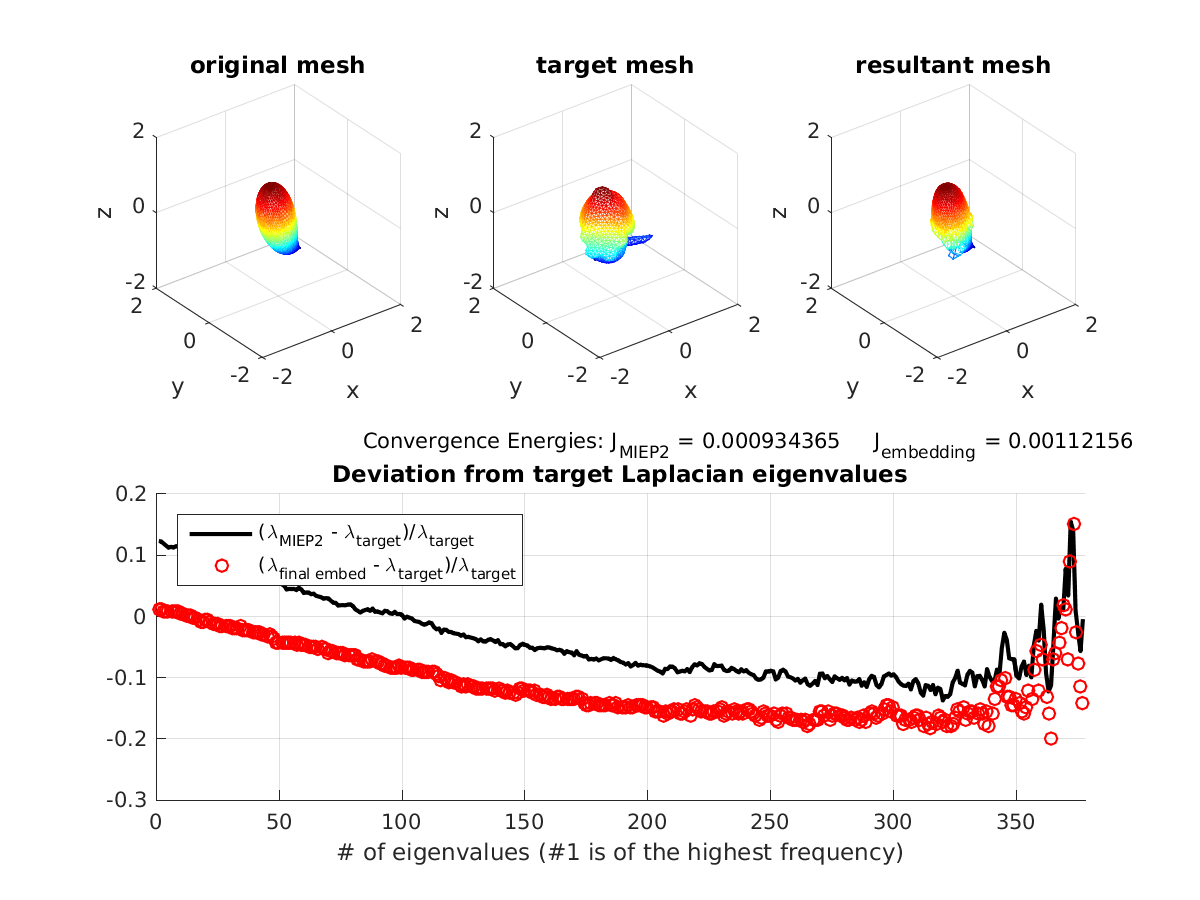 original mesh
target mesh
resultant mesh
2
0
-2
z
2
0
-2
y
-2
0
2
x
2
0
-2
z
2
0
-2
y
-2
0
2
x
2
0
-2
z
2
0
-2
y
-2
0
2
x
Convergence Energies: J_MIEP2 = 0.000934365 J_embedding = 0.00112156
Deviation from target Laplacian eigenvalues
(λ_MIEP2 - λ_target)/λ_target
(λ_final embed - λ_target)/λ_target
0.2
0.1
0
-0.1
-0.2
-0.3
0 50 100 150 200 250 300 350
# of eigenvalues (#1 is of the highest frequency)